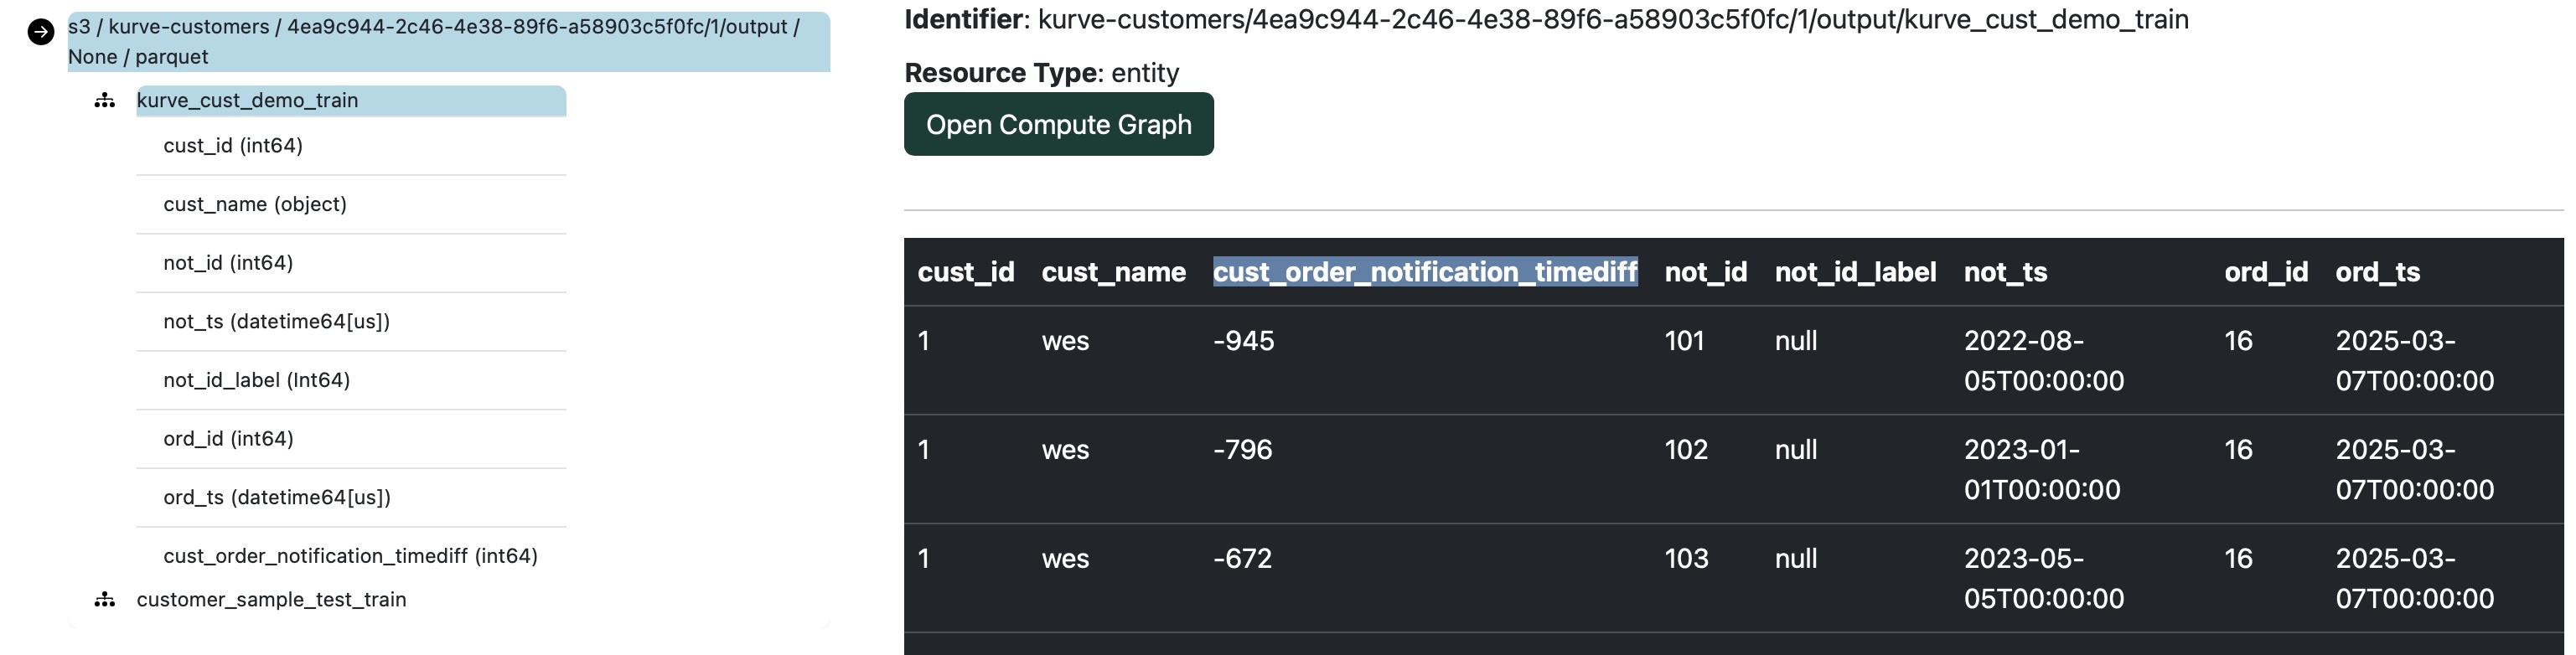 s3 / kurve-customers / 4ea9c944-2c46-4e38-89f6-a58903c5f0fc/1/output /
None / parquet
kurve_cust_demo_train
cust_id (int64)
cust_name (object)
not_id (int64)
not_ts (datetime64[us])
not_id_label (Int64)
ord_id (int64)
ord_ts (datetime64[us])
cust_order_notification_timediff (int64)
customer_sample_test_train
Identifier: kurve-customers/4ea9c944-2c46-4e38-89f6-a58903c5f0fc/1/output/kurve_cust_demo_train
Resource Type: entity
Open Compute Graph
cust_id cust_name cust_order_notification_timediff not_id not_id_label not_ts ord_id ord_ts
1 wes -945 101 null 2022-08- 16 2025-03-
05T00:00:00 07T00:00:00
1 wes -796 102 null 2023-01- 16 2025-03-
01T00:00:00 07T00:00:00
1 wes -672 103 null 2023-05- 16 2025-03-
05T00:00:00 07T00:00:00